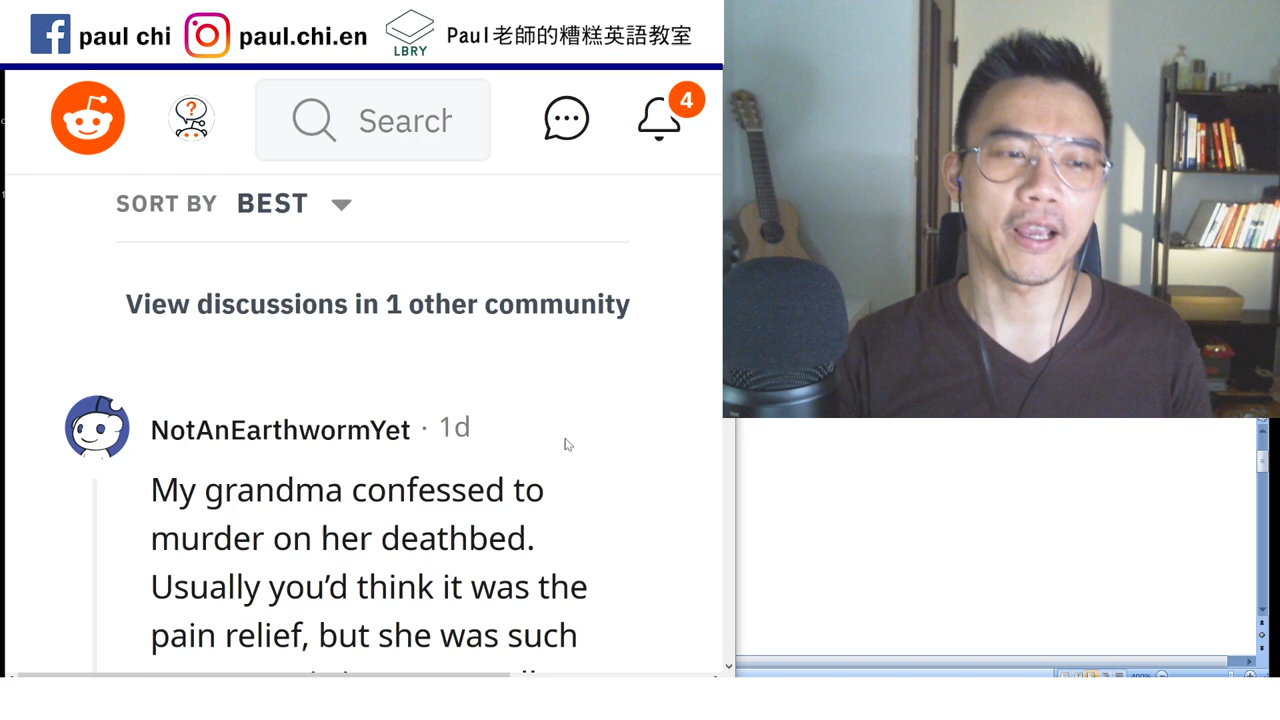 paul chi paul.chi.en LBRY Paul老師的糟糕英語教室
Search 4
SORT BY BEST
View discussions in 1 other community
NotAnEarthwormYet · 1d
My grandma confessed to
murder on her deathbed.
Usually you’d think it was the
pain relief, but she was such